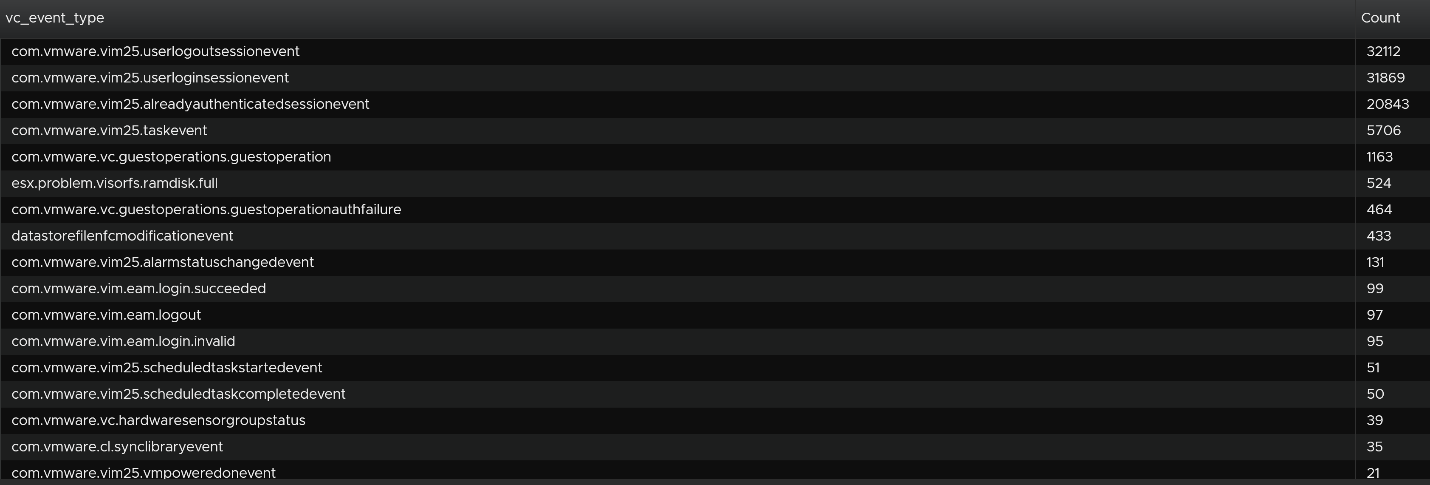 vc_event_type Count
com.vmware.vim25.userlogoutsessionevent 32112
com.vmware.vim25.userloginsessionevent 31869
com.vmware.vim25.alreadyauthenticatedsessionevent 20843
com.vmware.vim25.taskevent 5706
com.vmware.vc.guestoperations.guestoperation 1163
esx.problem.visorfs.ramdisk.full 524
com.vmware.vc.guestoperations.guestoperationauthfailure 464
datastorefilenfcmodificationevent 433
com.vmware.vim25.alarmstatuschangedevent 131
com.vmware.vim.eam.login.succeeded 99
com.vmware.vim.eam.logout 97
com.vmware.vim.eam.login.invalid 95
com.vmware.vim25.scheduledtaskstartedevent 51
com.vmware.vim25.scheduledtaskcompletedevent 50
com.vmware.vc.hardwaresensorgroupstatus 39
com.vmware.cl.synclibraryevent 35
com.vmware.vim25.vmpoweredonevent 21